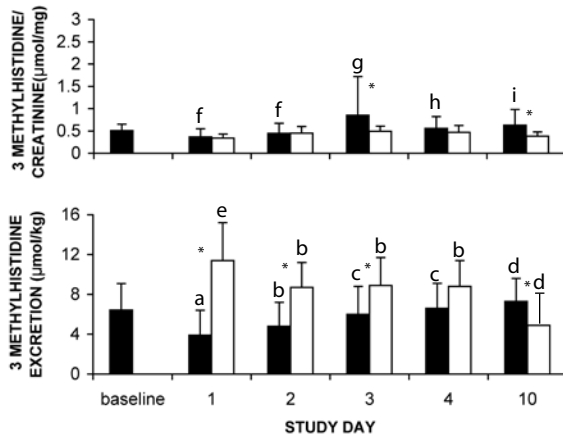 3 METHYLHISTIDINE/
CREATININE(µmol/mg)
3
2.5
2
1.5
1
0.5
0
f
f
g
*
h
i
*
3 METHYLHISTIDINE
EXCRETION (µmol/kg)
16
12
8
4
0
a
*
e
b
*
b
c
*
b
c
b
d
*
d
baseline 1 2 3 4 10
STUDY DAY